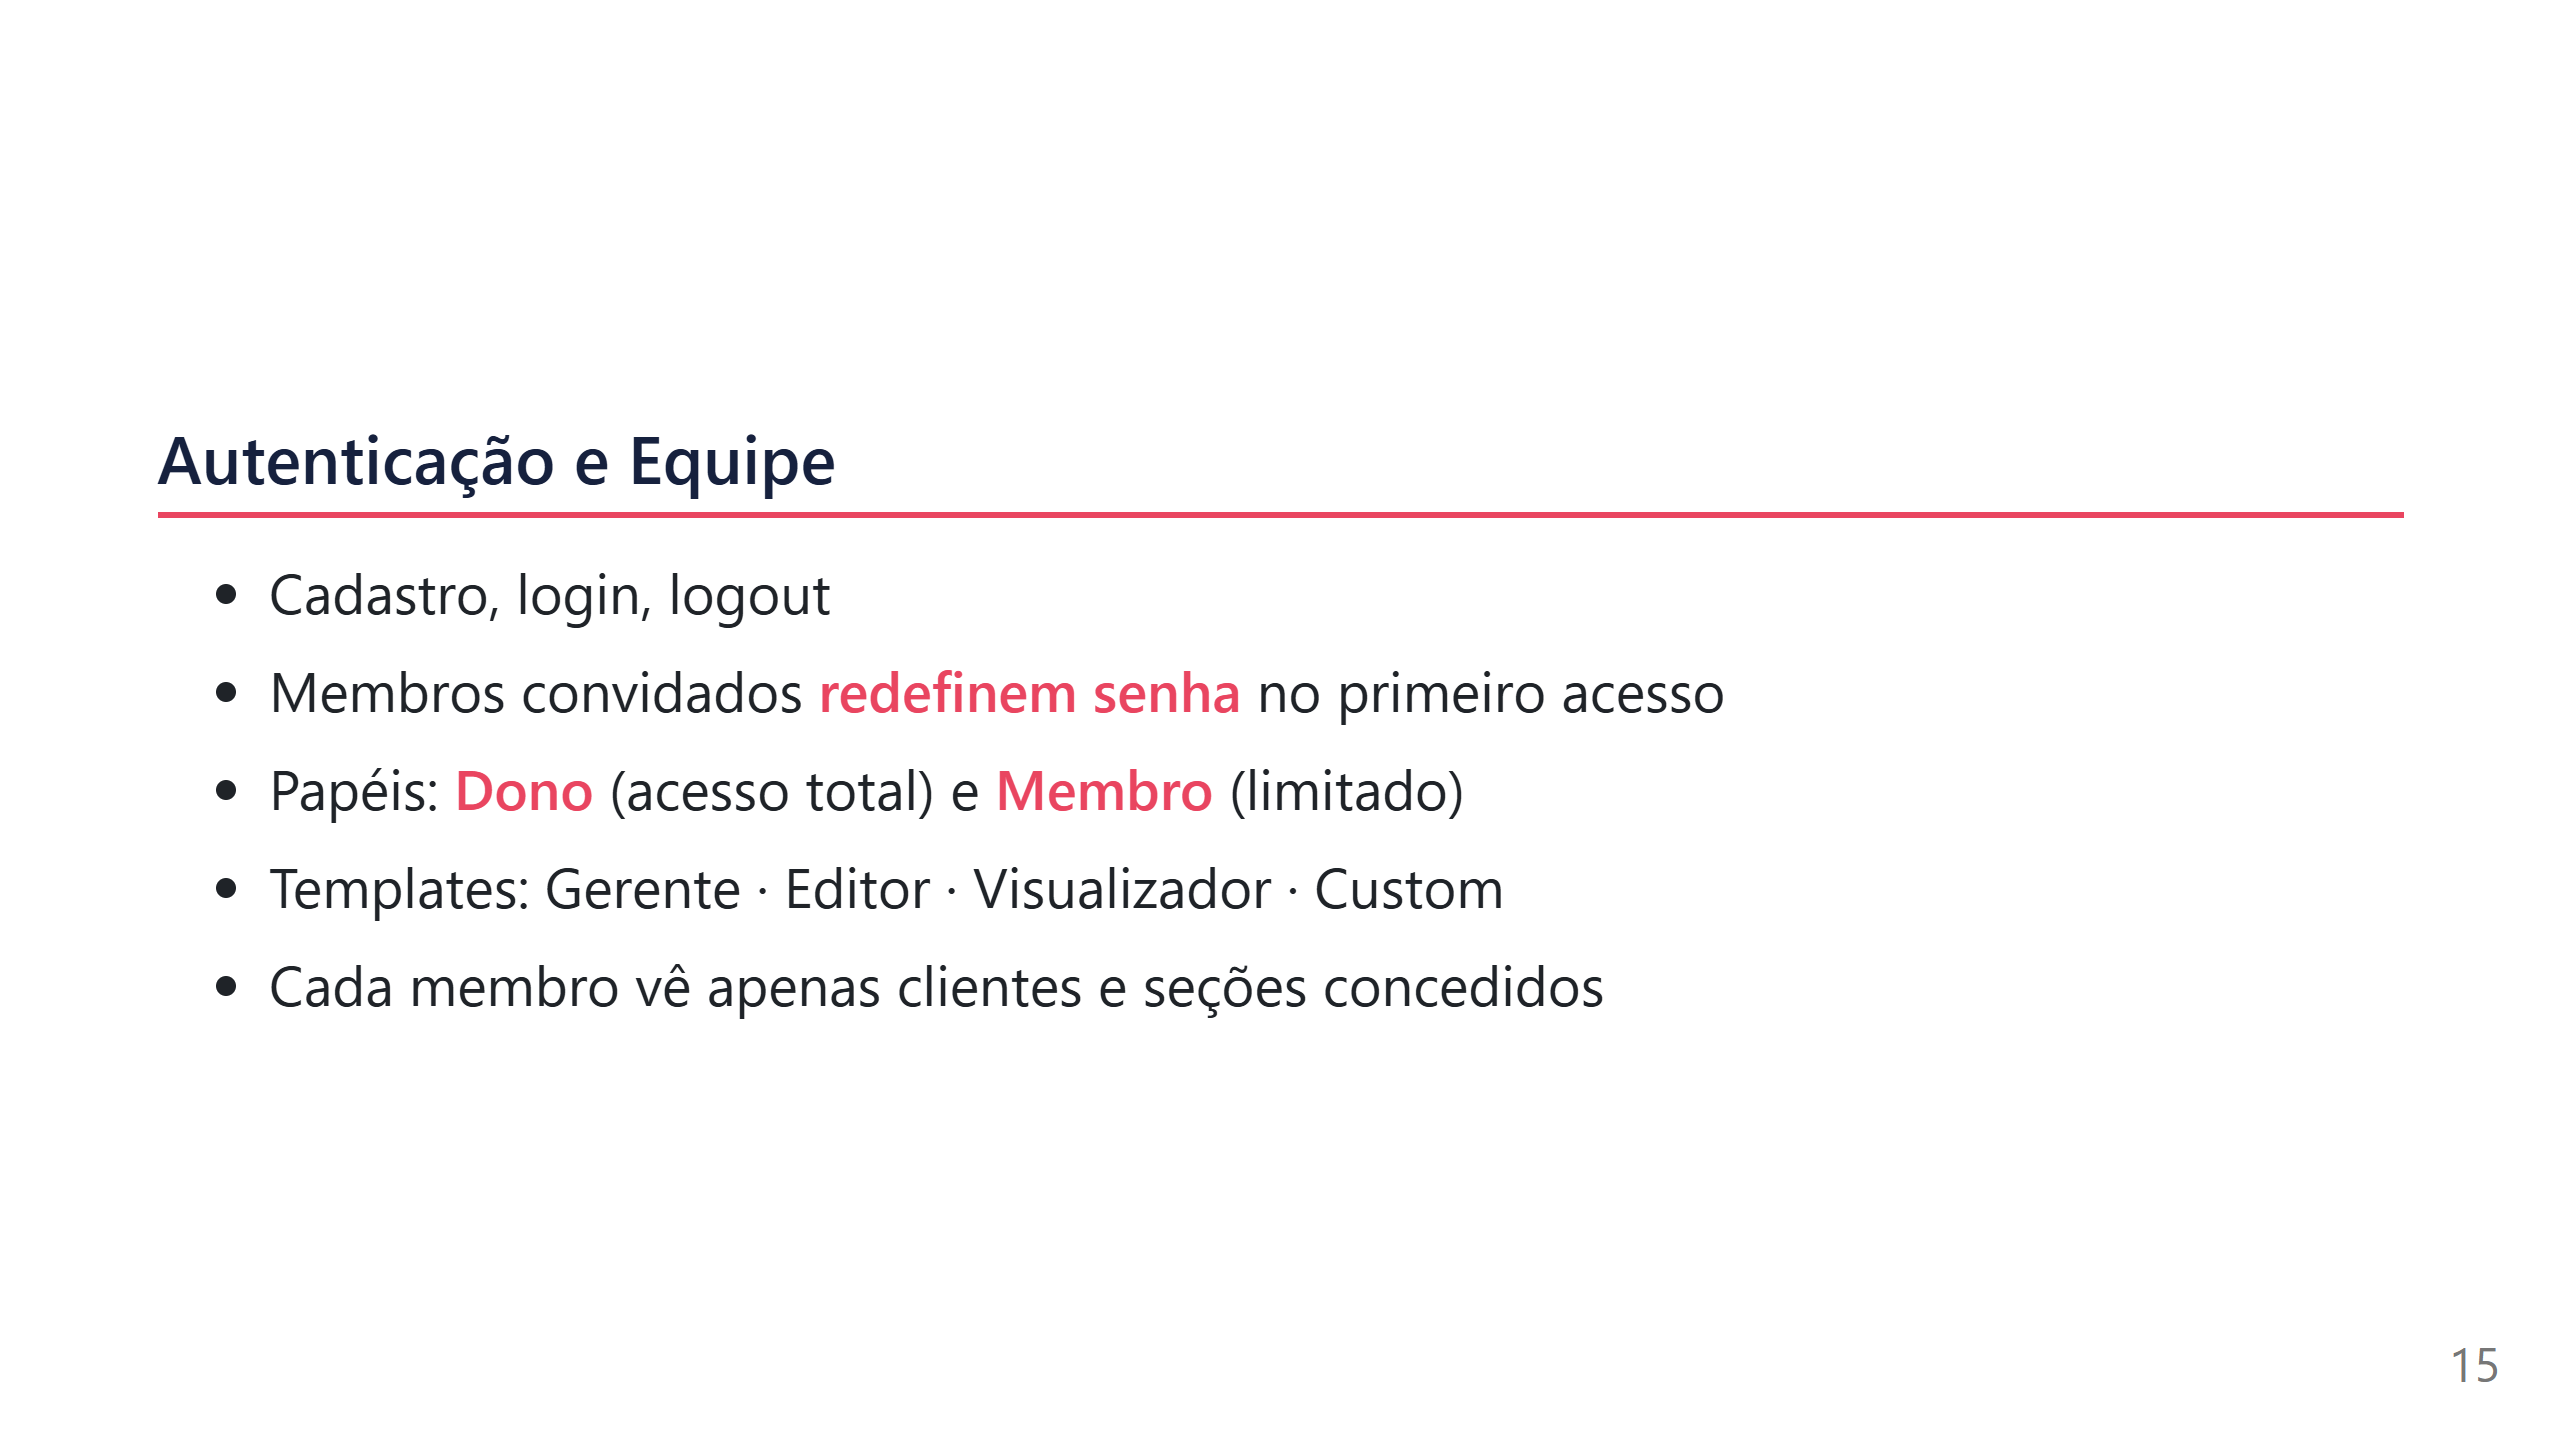 Autenticação e Equipe
• Cadastro, login, logout
• Membros convidados redefinem senha no primeiro acesso
• Papéis: Dono (acesso total) e Membro (limitado)
• Templates: Gerente · Editor · Visualizador · Custom
• Cada membro vê apenas clientes e seções concedidos
15